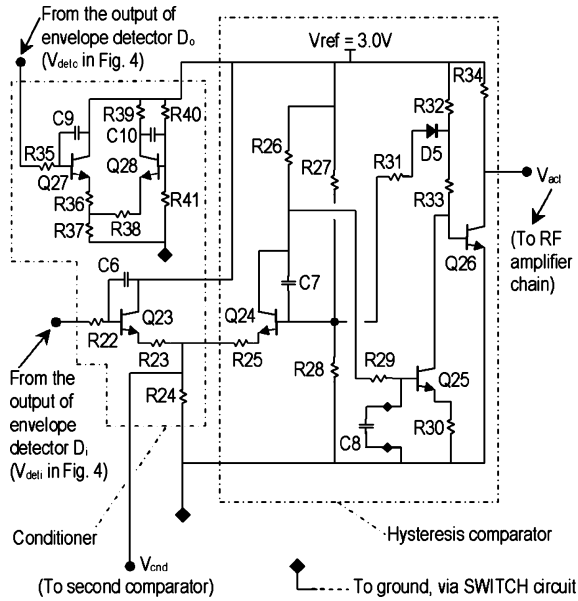 From the output of
envelope detector Do
(Vdeto in Fig. 4)
Vref = 3.0V
R34
C9
R39
R40
R32
C10
D5
R35
R26
R27
R31
Q27
Q28
R33
Vact
R36
R41
R37
R38
Q26
(To RF
amplifier
chain)
C6
C7
Q23
Q24
R22
R23
R25
R28
R29
Q25
From the
output of
envelope
detector Di
(Vdeti in Fig. 4)
R24
C8
R30
Conditioner
Hysteresis comparator
Vcnd
(To second comparator)
To ground, via SWITCH circuit